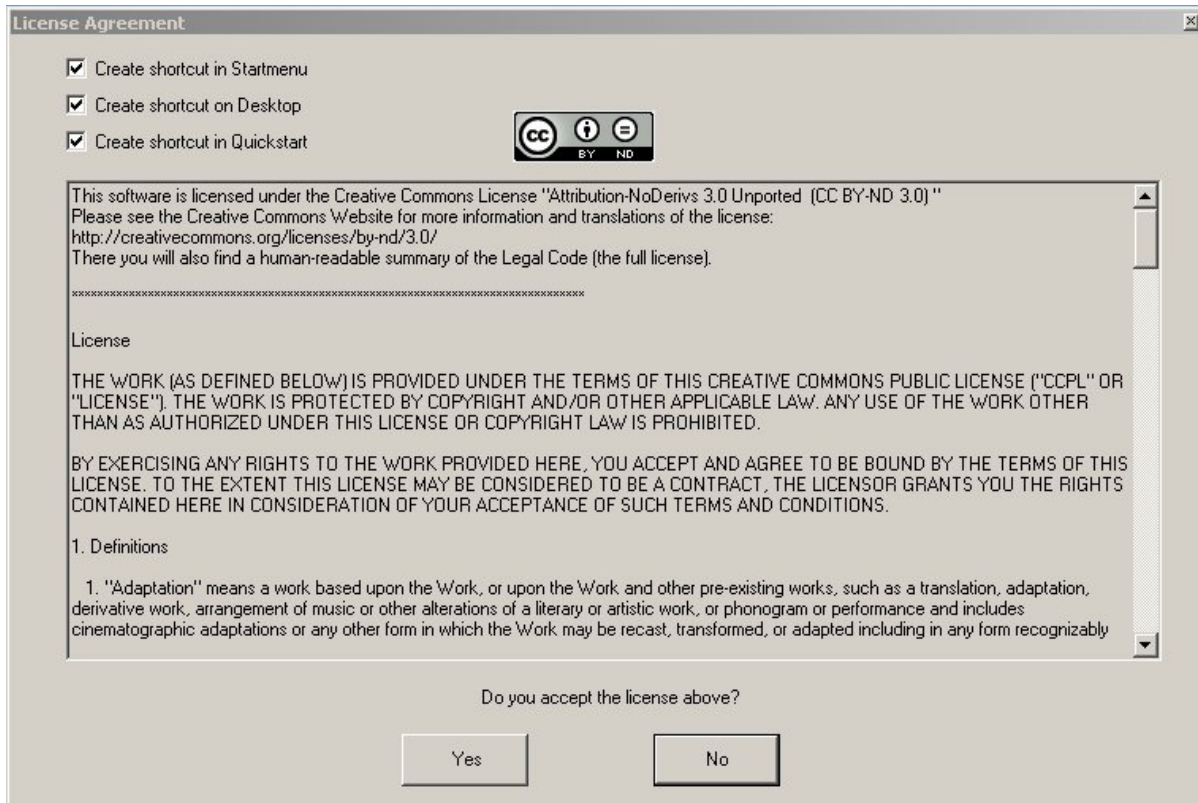 License Agreement
Create shortcut in Startmenu
Create shortcut on Desktop
Create shortcut in Quickstart
cc BY ND
This software is licensed under the Creative Commons License "Attribution-NoDerivs 3.0 Unported (CC BY-ND 3.0) "
Please see the Creative Commons Website for more information and translations of the license:
http://creativecommons.org/licenses/by-nd/3.0/
There you will also find a human-readable summary of the Legal Code (the full license).
License
THE WORK (AS DEFINED BELOW) IS PROVIDED UNDER THE TERMS OF THIS CREATIVE COMMONS PUBLIC LICENSE ("CCPL" OR
"LICENSE"). THE WORK IS PROTECTED BY COPYRIGHT AND/OR OTHER APPLICABLE LAW. ANY USE OF THE WORK OTHER
THAN AS AUTHORIZED UNDER THIS LICENSE OR COPYRIGHT LAW IS PROHIBITED.
BY EXERCISING ANY RIGHTS TO THE WORK PROVIDED HERE, YOU ACCEPT AND AGREE TO BE BOUND BY THE TERMS OF THIS
LICENSE. TO THE EXTENT THIS LICENSE MAY BE CONSIDERED TO BE A CONTRACT, THE LICENSOR GRANTS YOU THE RIGHTS
CONTAINED HERE IN CONSIDERATION OF YOUR ACCEPTANCE OF SUCH TERMS AND CONDITIONS.
1. Definitions
1. "Adaptation" means a work based upon the Work, or upon the Work and other pre-existing works, such as a translation, adaptation,
derivative work, arrangement of music or other alterations of a literary or artistic work, or phonogram or performance and includes
cinematographic adaptations or any other form in which the Work may be recast, transformed, or adapted including in any form recognizably
Do you accept the license above?
Yes
No